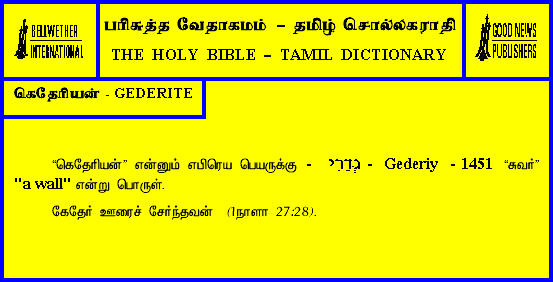 BELLWETHER
INTERNATIONAL
பரிசுத்த வேதாகமம் – தமிழ் சொல்லகராதி
THE HOLY BIBLE – TAMIL DICTIONARY
GOOD NEWS
PUBLISHERS
கெதேரியன் - GEDERITE
“கெதேரியன்” என்னும் எபிரெய பெயருக்கு - גְּדֵרִי - Gederiy - 1451 “சுவர்”
"a wall" என்று பொருள்.
கேதேர் ஊரைச் சேர்ந்தவன் (1நாளா 27:28).